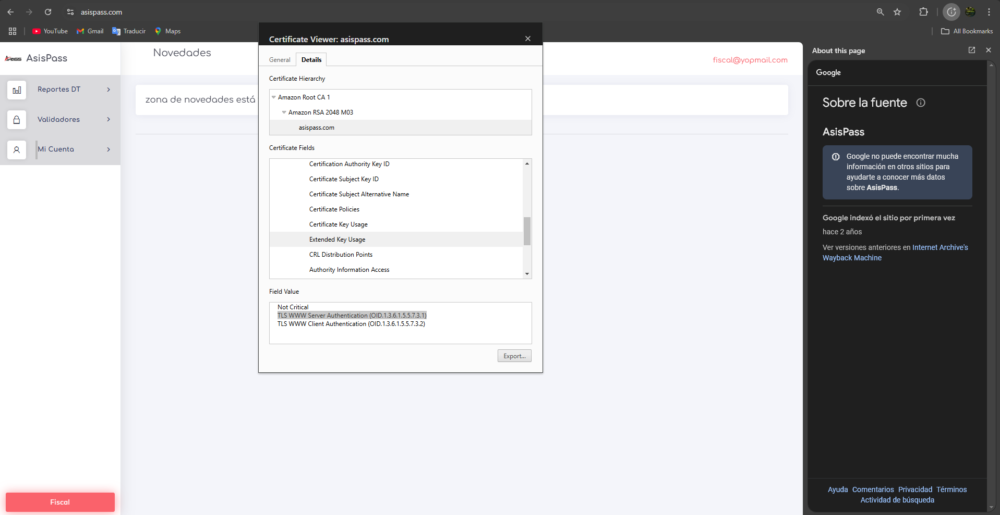 asispass.com
YouTube
Gmail
Traducir
Maps
All Bookmarks
APASS AsisPass
Reportes DT
Validadores
Mi Cuenta
Fiscal
Novedades
fiscal@yopmail.com
zona de novedades está
Certificate Viewer: asispass.com
General
Details
Certificate Hierarchy
Amazon Root CA 1
Amazon RSA 2048 M03
asispass.com
Certificate Fields
Certification Authority Key ID
Certificate Subject Key ID
Certificate Subject Alternative Name
Certificate Policies
Certificate Key Usage
Extended Key Usage
CRL Distribution Points
Authority Information Access
Field Value
Not Critical
TLS WWW Server Authentication (OID.1.3.6.1.5.5.7.3.1)
TLS WWW Client Authentication (OID.1.3.6.1.5.5.7.3.2)
Export...
About this page
Google
Sobre la fuente
AsisPass
Google no puede encontrar mucha
información en otros sitios para
ayudarte a conocer más datos
sobre AsisPass.
Google indexó el sitio por primera vez
hace 2 años
Ver versiones anteriores en Internet Archive's
Wayback Machine
Ayuda Comentarios Privacidad Términos
Actividad de búsqueda